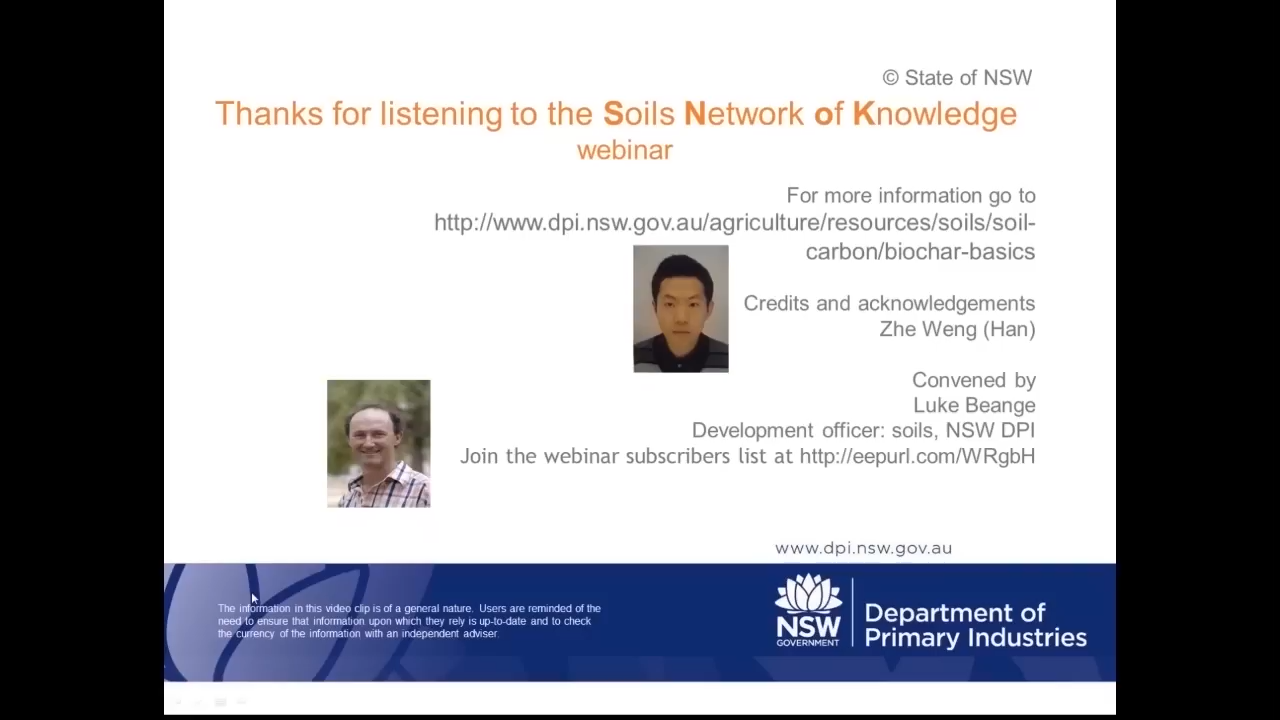 © State of NSW
Thanks for listening to the Soils Network of Knowledge
webinar
For more information go to
http://www.dpi.nsw.gov.au/agriculture/resources/soils/soil-
carbon/biochar-basics
Credits and acknowledgements
Zhe Weng (Han)
Convened by
Luke Beange
Development officer: soils, NSW DPI
Join the webinar subscribers list at http://eepurl.com/WRgbH
www.dpi.nsw.gov.au
The information in this video clip is of a general nature. Users are reminded of the
need to ensure that information upon which they rely is up-to-date and to check
the currency of the information with an independent adviser.
NSW
GOVERNMENT
Department of
Primary Industries